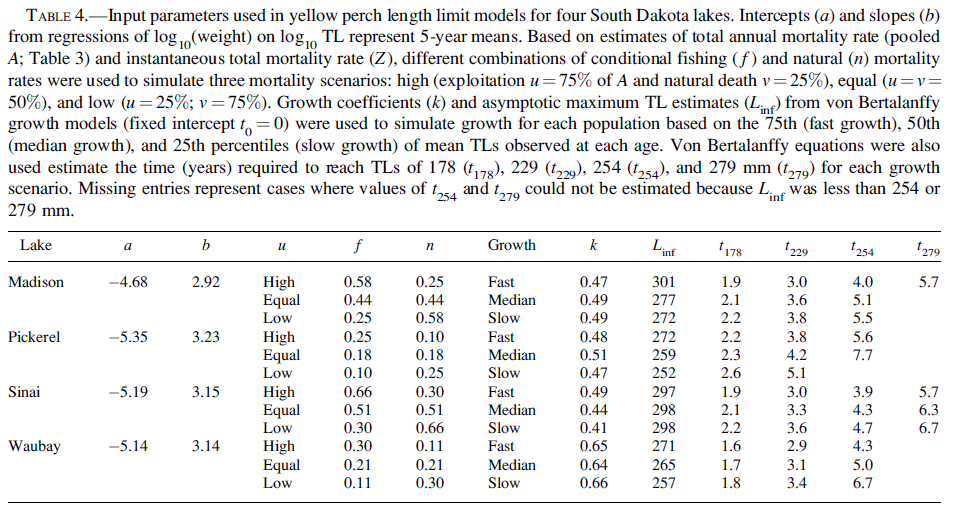 TABLE 4.—Input parameters used in yellow perch length limit models for four South Dakota lakes. Intercepts (a) and slopes (b)
from regressions of log10(weight) on log10 TL represent 5-year means. Based on estimates of total annual mortality rate (pooled
A; Table 3) and instantaneous total mortality rate (Z), different combinations of conditional fishing (f) and natural (n) mortality
rates were used to simulate three mortality scenarios: high (exploitation u = 75% of A and natural death v = 25%), equal (u = v =
50%), and low (u = 25%; v = 75%). Growth coefficients (k) and asymptotic maximum TL estimates (Linf) from von Bertalanffy
growth models (fixed intercept t0 = 0) were used to simulate growth for each population based on the 75th (fast growth), 50th
(median growth), and 25th percentiles (slow growth) of mean TLs observed at each age. Von Bertalanffy equations were also
used estimate the time (years) required to reach TLs of 178 (t178), 229 (t229), 254 (t254), and 279 mm (t279) for each growth
scenario. Missing entries represent cases where values of t254 and t279 could not be estimated because Linf was less than 254 or
279 mm.
Lake a b u f n Growth k Linf t178 t229 t254 t279
Madison −4.68 2.92 High 0.58 0.25 Fast 0.47 301 1.9 3.0 4.0 5.7
Equal 0.44 0.44 Median 0.49 277 2.1 3.6 5.1
Low 0.25 0.58 Slow 0.49 272 2.2 3.8 5.5
Pickerel −5.35 3.23 High 0.25 0.10 Fast 0.48 272 2.2 3.8 5.6
Equal 0.18 0.18 Median 0.51 259 2.3 4.2 7.7
Low 0.10 0.25 Slow 0.47 252 2.6 5.1
Sinai −5.19 3.15 High 0.66 0.30 Fast 0.49 297 1.9 3.0 3.9 5.7
Equal 0.51 0.51 Median 0.44 298 2.1 3.3 4.3 6.3
Low 0.30 0.66 Slow 0.41 298 2.2 3.6 4.7 6.7
Waubay −5.14 3.14 High 0.30 0.11 Fast 0.65 271 1.6 2.9 4.3
Equal 0.21 0.21 Median 0.64 265 1.7 3.1 5.0
Low 0.11 0.30 Slow 0.66 257 1.8 3.4 6.7